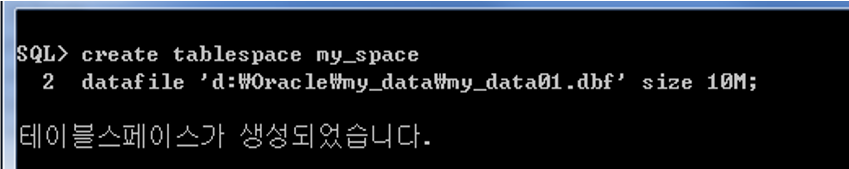 SQL> create tablespace my_space
2 datafile 'd:₩Oracle₩my_data₩my_data01.dbf' size 10M;
테이블스페이스가 생성되었습니다.